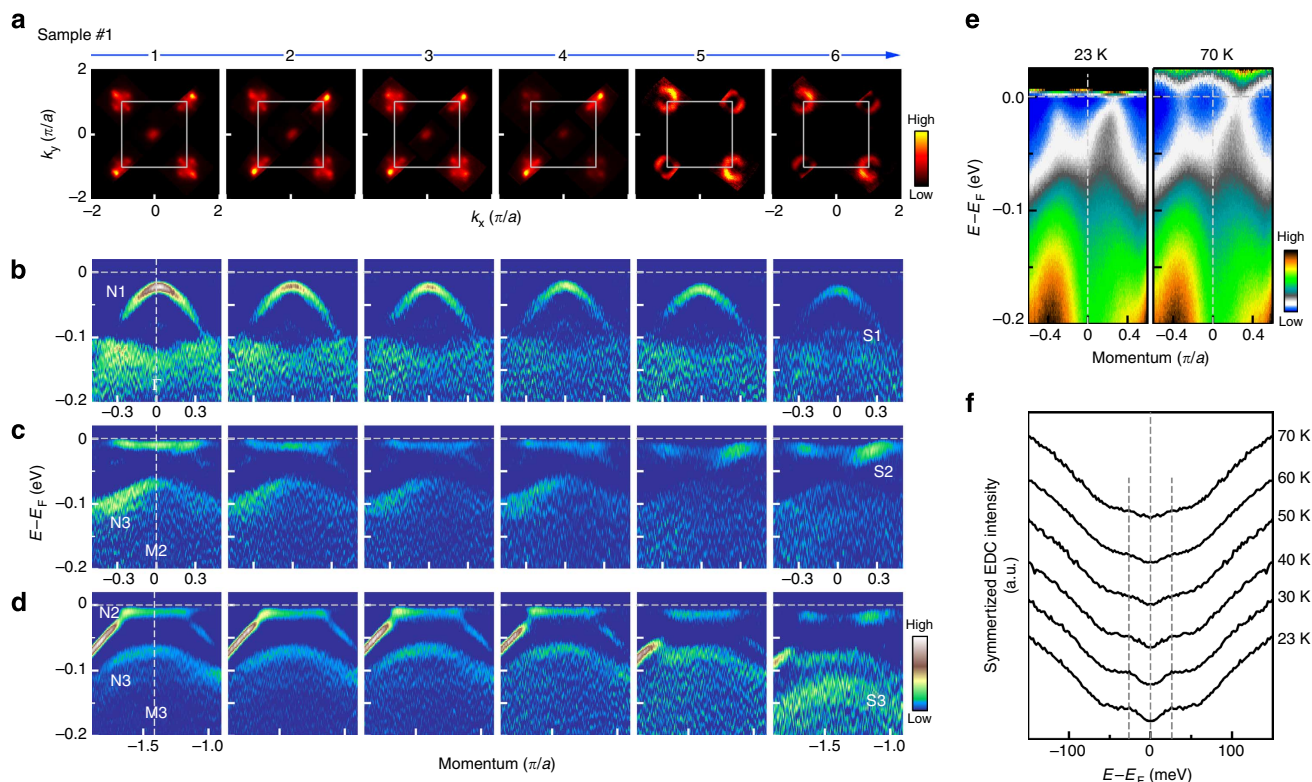 a
Sample #1
1 2 3 4 5 6
2
0
−2
k_y (π/a)
−2 0 2
−2 0 2
k_x (π/a)
High
Low
b
0
−0.1
−0.2
N1
Γ
S1
−0.3 0 0.3
−0.3 0 0.3
c
0
−0.1
−0.2
E−E_F (eV)
N3
M2
S2
−0.3 0 0.3
−0.3 0 0.3
d
0
−0.1
−0.2
N2
N3
M3
S3
−1.5 −1.0
−1.5 −1.0
Momentum (π/a)
High
Low
e
23 K 70 K
0.0
−0.1
−0.2
E−E_F (eV)
−0.4 0 0.4
−0.4 0 0.4
Momentum (π/a)
High
Low
f
Symmertized EDC intensity
(a.u.)
70 K
60 K
50 K
40 K
30 K
23 K
−100 0 100
E−E_F (meV)